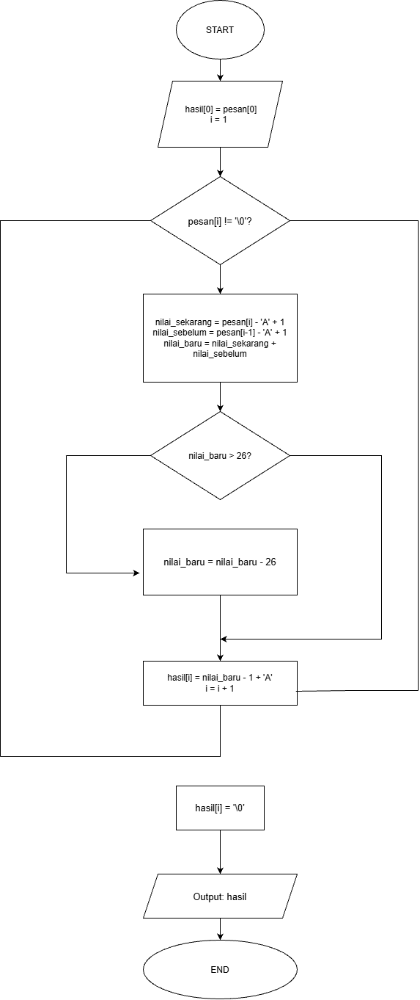 START
hasil[0] = pesan[0]
i = 1
pesan[i] != '\0'?
nilai_sekarang = pesan[i] - 'A' + 1
nilai_sebelum = pesan[i-1] - 'A' + 1
nilai_baru = nilai_sekarang +
nilai_sebelum
nilai_baru > 26?
nilai_baru = nilai_baru - 26
hasil[i] = nilai_baru - 1 + 'A'
i = i + 1
hasil[i] = '\0'
Output: hasil
END